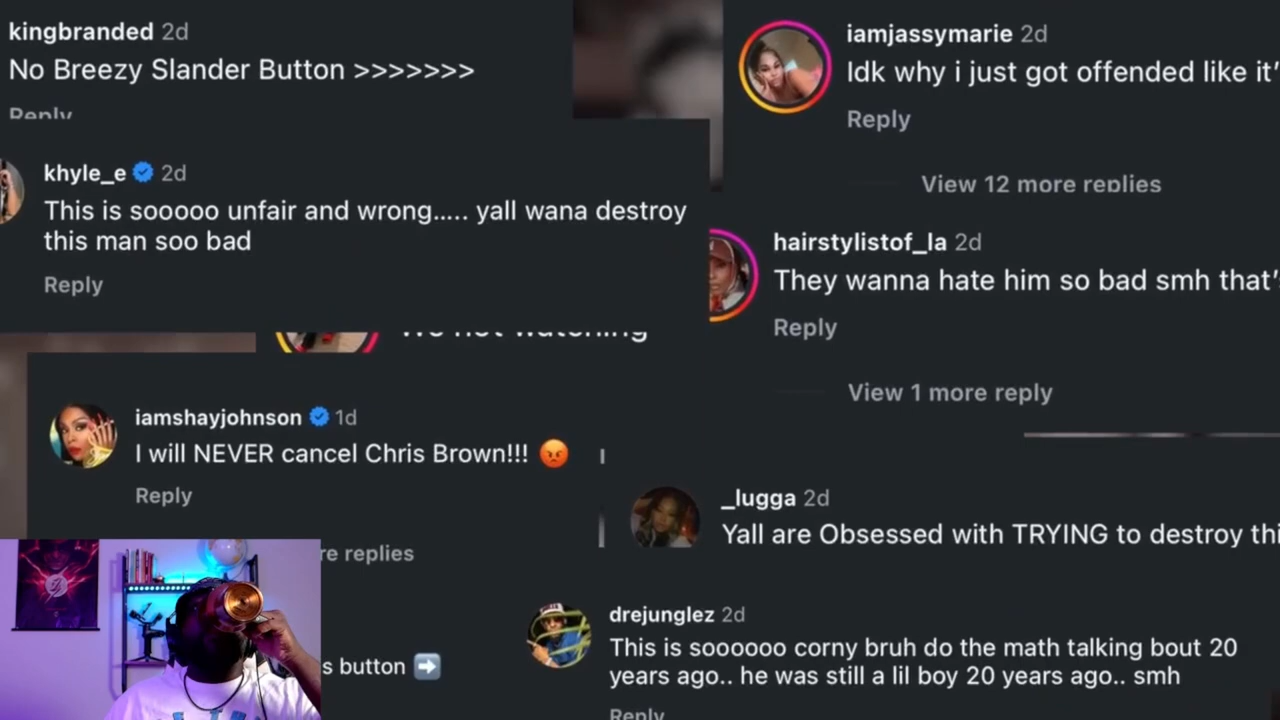 kingbranded 2d
No Breezy Slander Button >>>>>>>
Reply
khyle_e 2d
This is sooooo unfair and wrong..... yall wana destroy
this man soo bad
Reply
iamjassymarie 2d
Idk why i just got offended like it'
Reply
View 12 more replies
hairstylistof_la 2d
They wanna hate him so bad smh that'
Reply
View 1 more reply
We not watching
iamshayjohnson 1d
I will NEVER cancel Chris Brown!!! 😡
Reply
re replies
_lugga 2d
Yall are Obsessed with TRYING to destroy thi
s button ➡️
drejunglez 2d
This is soooooo corny bruh do the math talking bout 20
years ago.. he was still a lil boy 20 years ago.. smh
Reply